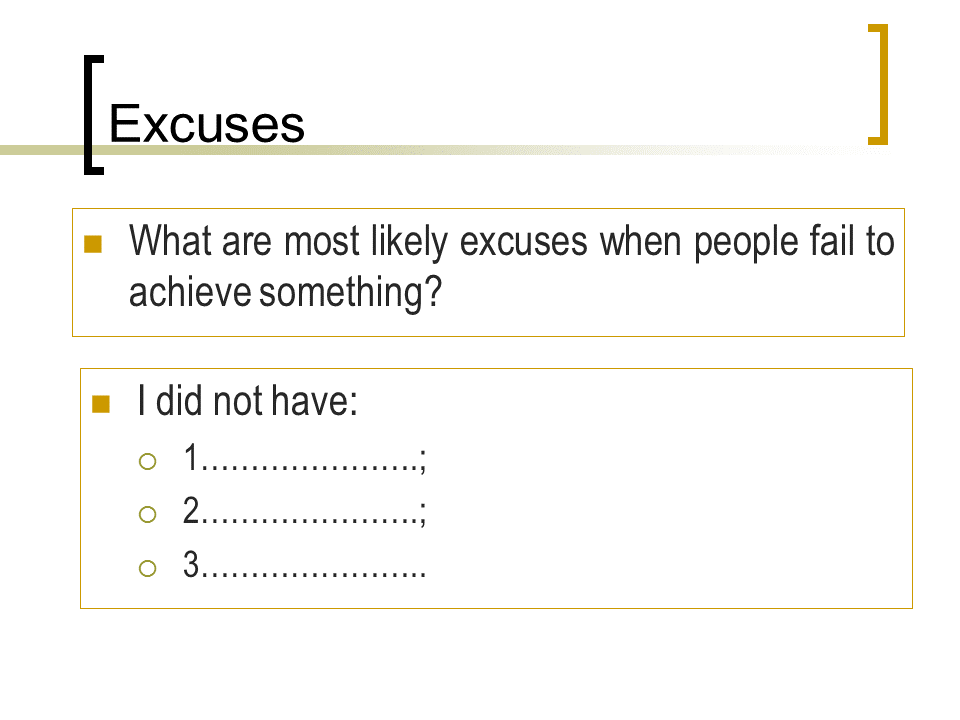 Excuses
What are most likely excuses when people fail to
achieve something?
I did not have:
1………………….;
2………………….;
3…………………..